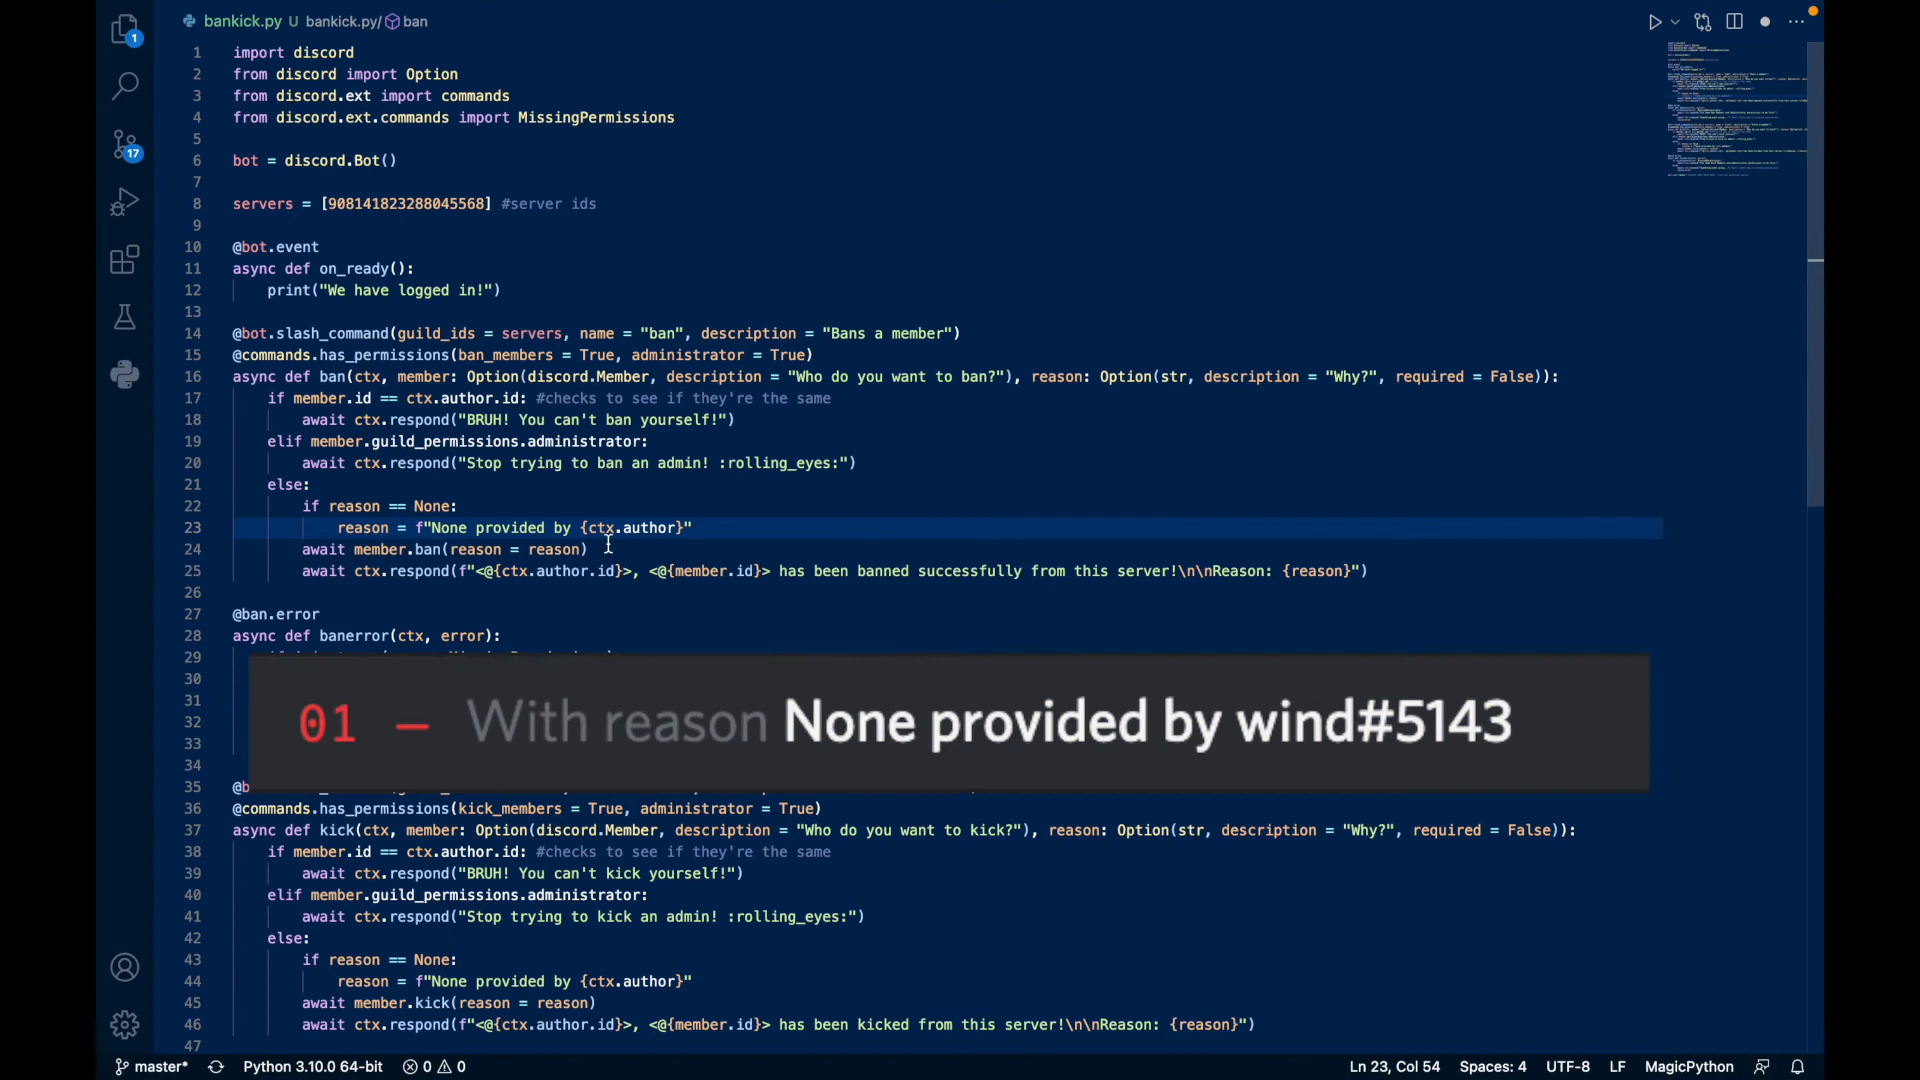 bankick.py U bankick.py/ ban
1 import discord
2 from discord import Option
3 from discord.ext import commands
4 from discord.ext.commands import MissingPermissions
5
6 bot = discord.Bot()
7
8 servers = [908141823288045568] #server ids
9
10 @bot.event
11 async def on_ready():
12 print("We have logged in!")
13
14 @bot.slash_command(guild_ids = servers, name = "ban", description = "Bans a member")
15 @commands.has_permissions(ban_members = True, administrator = True)
16 async def ban(ctx, member: Option(discord.Member, description = "Who do you want to ban?"), reason: Option(str, description = "Why?", required = False)):
17 if member.id == ctx.author.id: #checks to see if they're the same
18 await ctx.respond("BRUH! You can't ban yourself!")
19 elif member.guild_permissions.administrator:
20 await ctx.respond("Stop trying to ban an admin! :rolling_eyes:")
21 else:
22 if reason == None:
23 reason = f"None provided by {ctx.author}"
24 await member.ban(reason = reason)
25 await ctx.respond(f"<@{ctx.author.id}>, <@{member.id}> has been banned successfully from this server!\n\nReason: {reason}")
26
27 @ban.error
28 async def banerror(ctx, error):
29
30
31
32
33
01 — With reason None provided by wind#5143
34
35 @b
36 @commands.has_permissions(kick_members = True, administrator = True)
37 async def kick(ctx, member: Option(discord.Member, description = "Who do you want to kick?"), reason: Option(str, description = "Why?", required = False)):
38 if member.id == ctx.author.id: #checks to see if they're the same
39 await ctx.respond("BRUH! You can't kick yourself!")
40 elif member.guild_permissions.administrator:
41 await ctx.respond("Stop trying to kick an admin! :rolling_eyes:")
42 else:
43 if reason == None:
44 reason = f"None provided by {ctx.author}"
45 await member.kick(reason = reason)
46 await ctx.respond(f"<@{ctx.author.id}>, <@{member.id}> has been kicked from this server!\n\nReason: {reason}")
47
1
17
master* Python 3.10.0 64-bit 0 0 Ln 23, Col 54 Spaces: 4 UTF-8 LF MagicPython